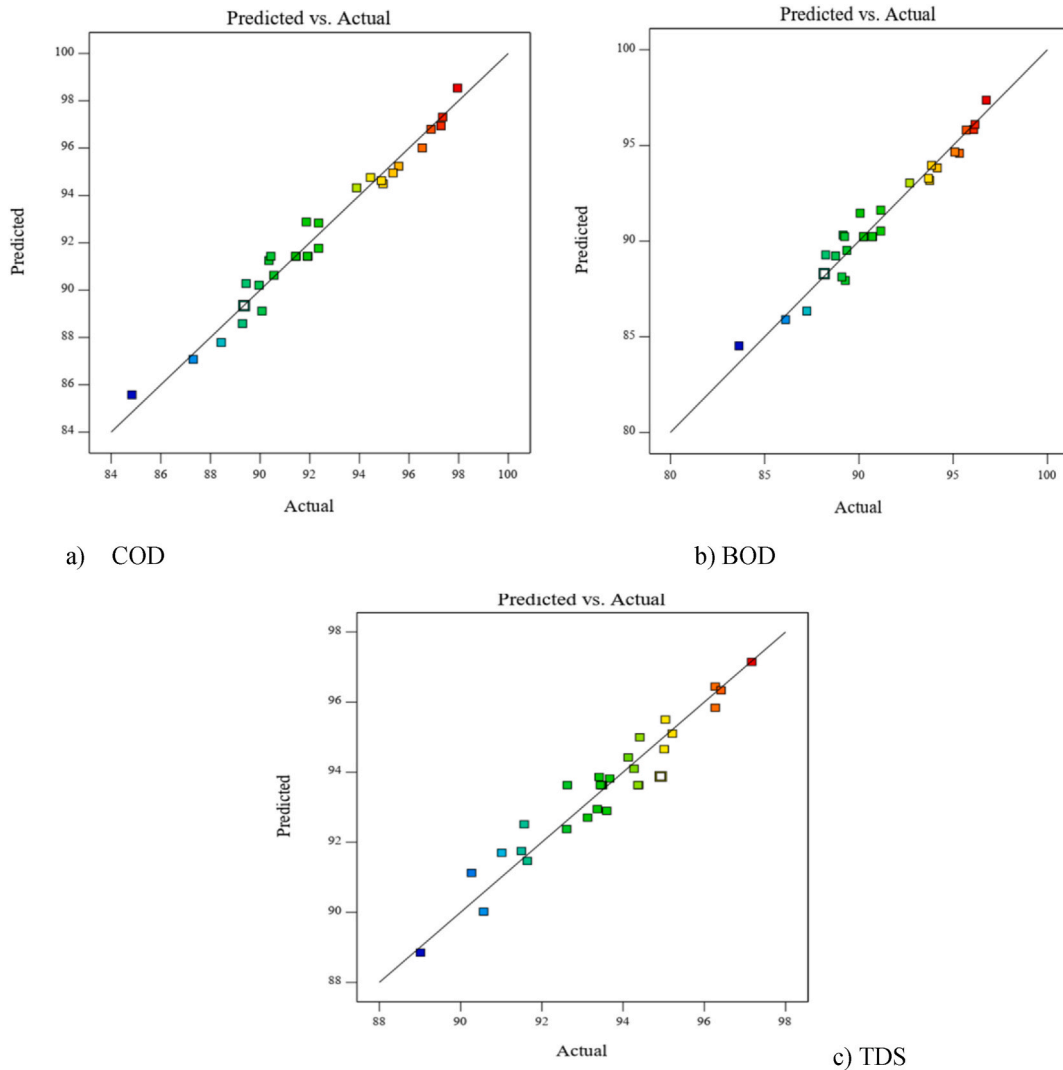 Predicted vs. Actual
100
98
96
94
92
90
88
86
84
Predicted
84 86 88 90 92 94 96 98 100
Actual
a) COD
Predicted vs. Actual
100
95
90
85
80
Predicted
80 85 90 95 100
Actual
b) BOD
Predicted vs. Actual
98
96
94
92
90
88
Predicted
88 90 92 94 96 98
Actual
c) TDS